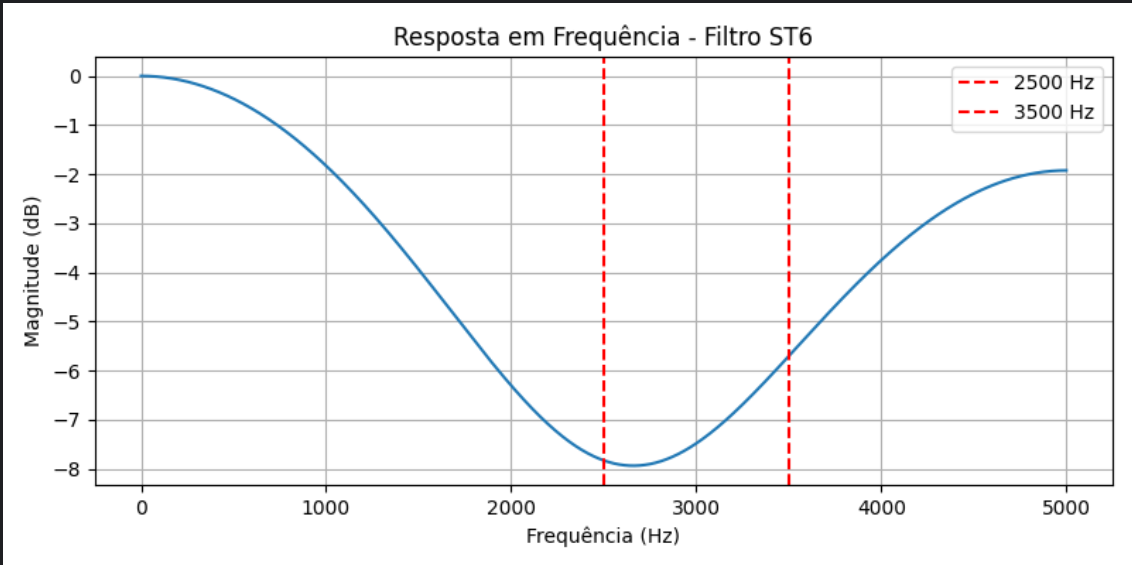 Resposta em Frequência - Filtro ST6
2500 Hz
3500 Hz
0
−1
−2
−3
−4
−5
−6
−7
−8
Magnitude (dB)
0 1000 2000 3000 4000 5000
Frequência (Hz)